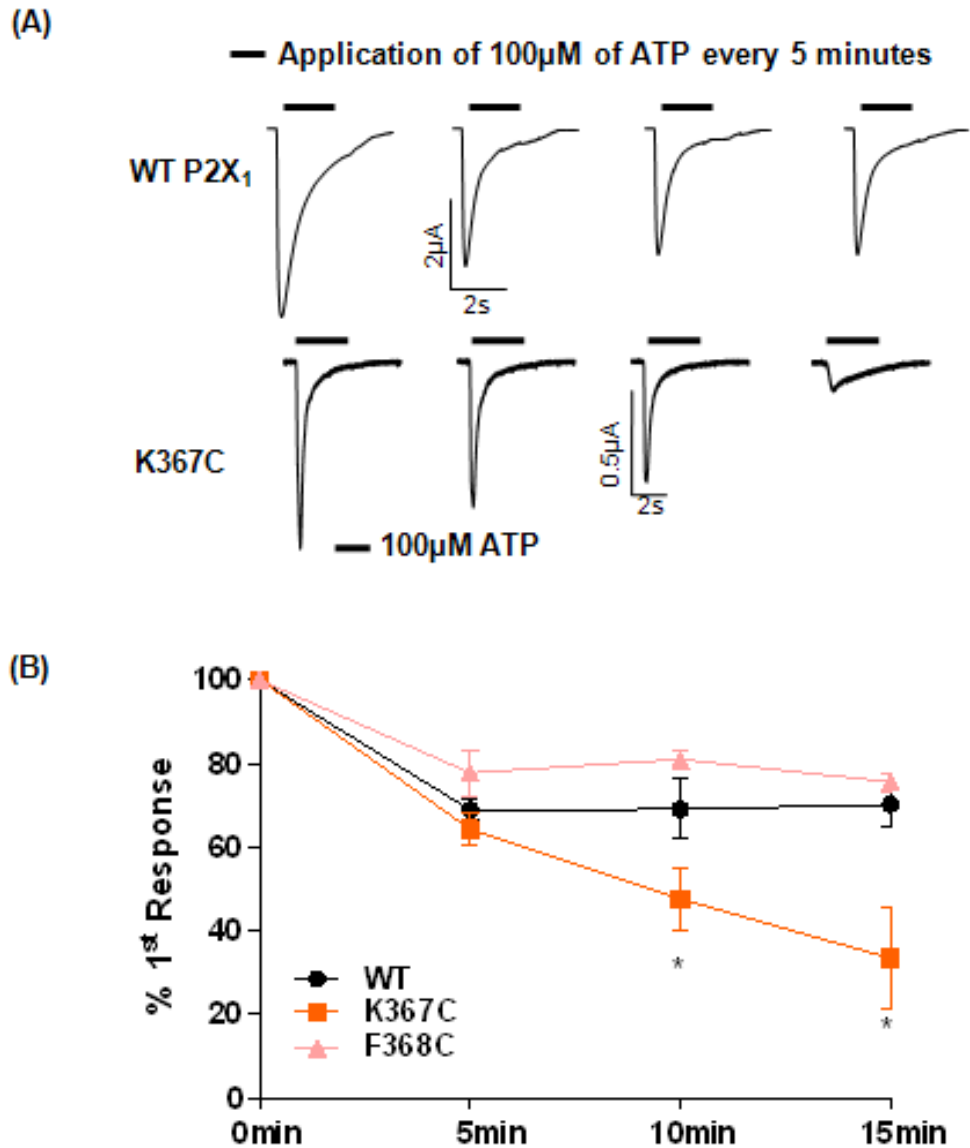 (A)
Application of 100µM of ATP every 5 minutes
WT P2X₁
2µA
2s
K367C
0.5µA
2s
100µM ATP
(B)
% 1ˢᵗ Response
100
80
60
40
20
0
*
*
WT
K367C
F368C
0min 5min 10min 15min